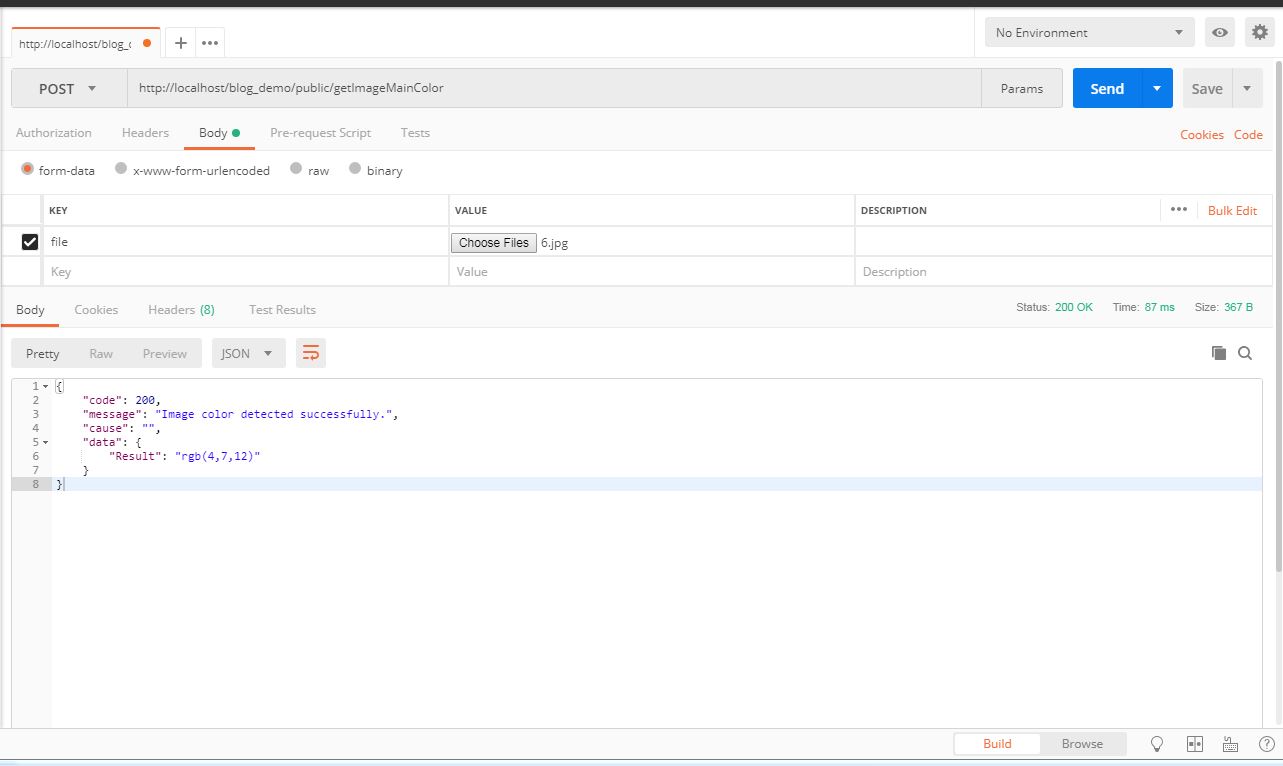 http://localhost/blog_d + ••• No Environment
POST http://localhost/blog_demo/public/getImageMainColor Params Send Save
Authorization Headers Body Pre-request Script Tests Cookies Code
form-data x-www-form-urlencoded raw binary
KEY VALUE DESCRIPTION ••• Bulk Edit
file Choose Files 6.jpg
Key Value Description
Body Cookies Headers (8) Test Results Status: 200 OK Time: 87 ms Size: 367 B
Pretty Raw Preview JSON
1 {
2 "code": 200,
3 "message": "Image color detected successfully.",
4 "cause": "",
5 "data": {
6 "Result": "rgb(4,7,12)"
7 }
8 }
Build Browse ?